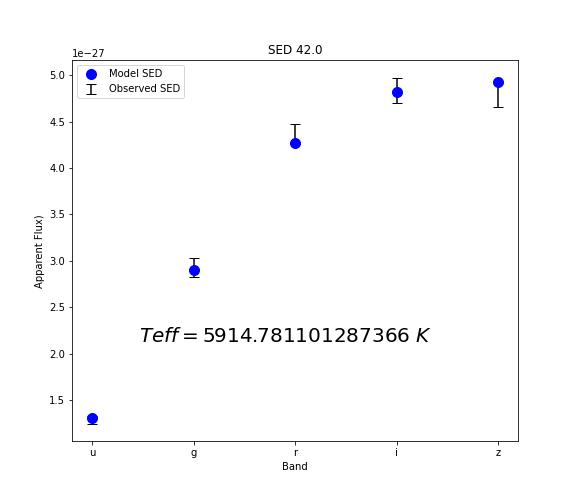 SED 42.0
1e−27
Model SED
Observed SED
5.0
4.5
4.0
3.5
3.0
2.5
2.0
1.5
Apparent Flux)
Teff = 5914.781101287366 K
u g r i z
Band